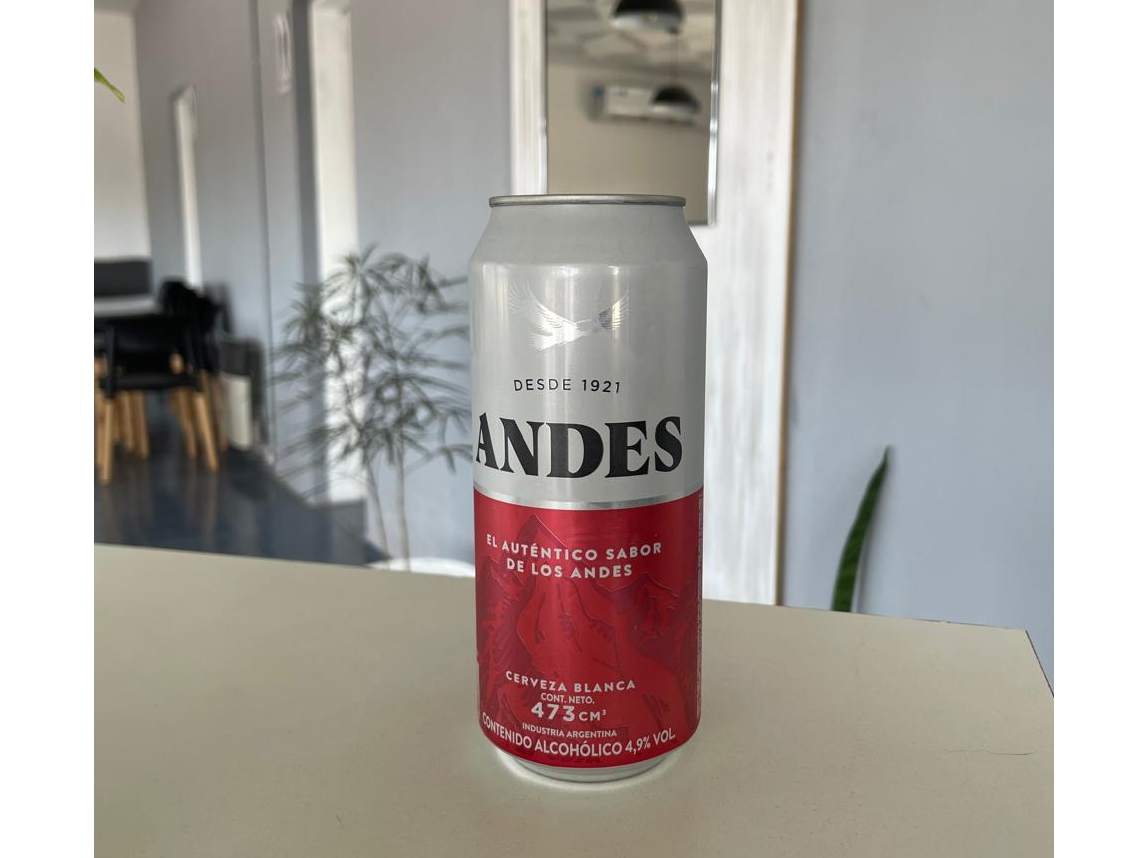 DESDE 1921
ANDES
EL AUTÉNTICO SABOR
DE LOS ANDES
CERVEZA BLANCA
CONT. NETO.
473 CM³
INDUSTRIA ARGENTINA
CONTENIDO ALCOHÓLICO 4,9% VOL